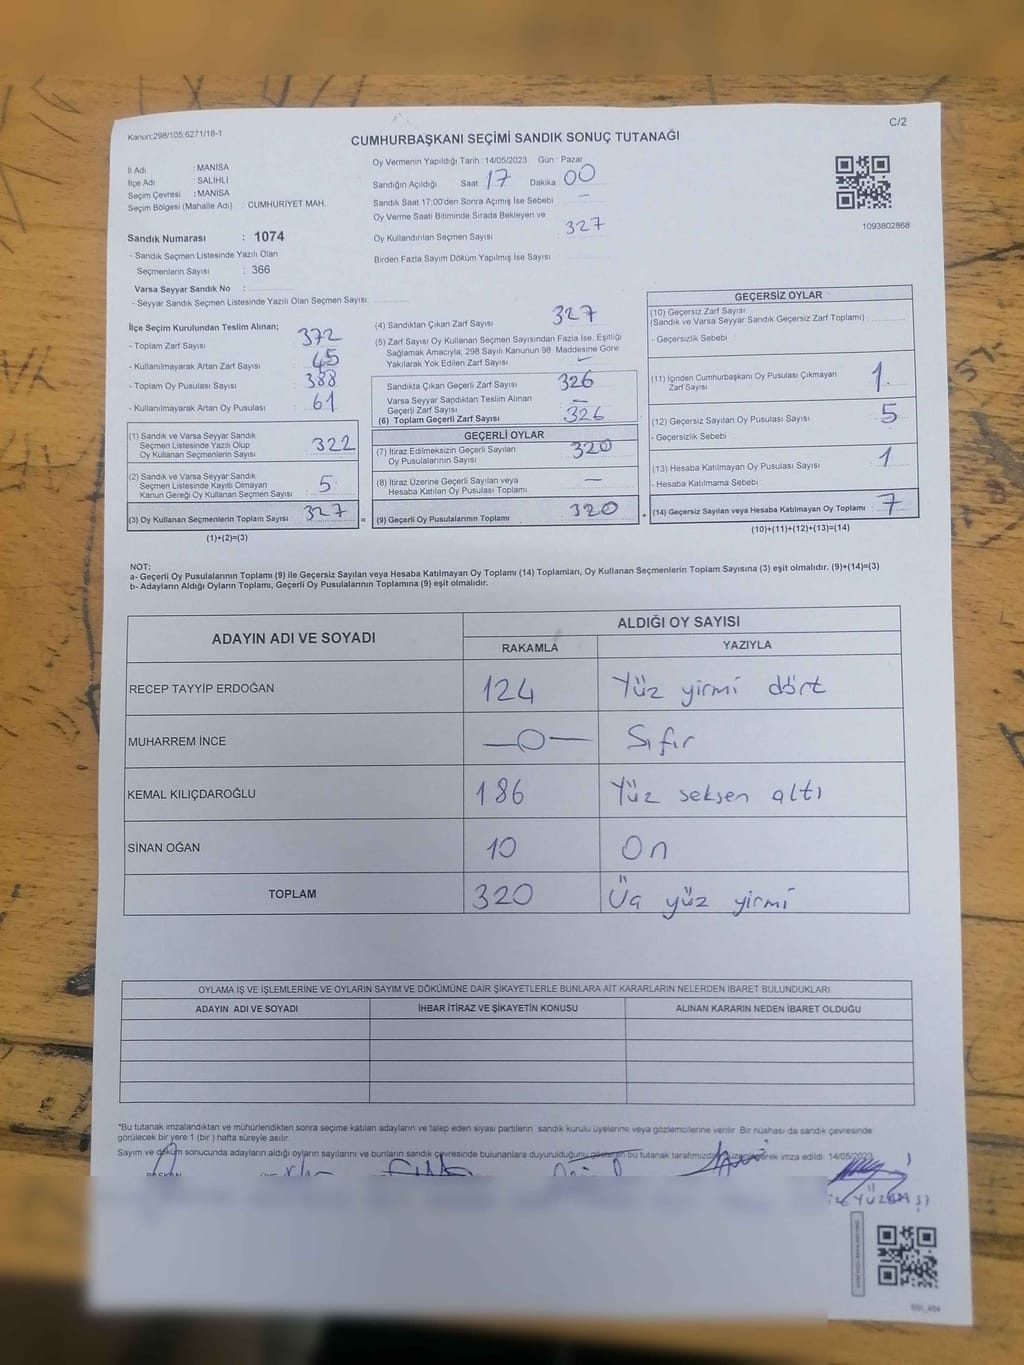 Kanun:298/105,6271/18-1
C/2
CUMHURBAŞKANI SEÇİMİ SANDIK SONUÇ TUTANAĞI
İl Adı : MANİSA
İlçe Adı : SALİHLİ
Seçim Çevresi : MANİSA
Seçim Bölgesi (Mahalle Adı) : CUMHURİYET MAH.
Sandık Numarası : 1074
- Sandık Seçmen Listesinde Yazılı Olan
Seçmenlerin Sayısı : 366
Varsa Seyyar Sandık No :
- Seyyar Sandık Seçmen Listesinde Yazılı Olan Seçmen Sayısı:
Oy Vermenin Yapıldığı Tarih : 14/05/2023 Gün : Pazar
Sandığın Açıldığı Saat 17 Dakika 00
Sandık Saat 17:00'den Sonra Açımış İse Sebebi : —
Oy Verme Saati Bitiminde Sırada Bekleyen ve
Oy Kullandırılan Seçmen Sayısı : 327
Birden Fazla Sayım Döküm Yapılmış İse Sayısı :
1093802868
İlçe Seçim Kurulundan Teslim Alınan;
- Toplam Zarf Sayısı : 372
- Kullanılmayarak Artan Zarf Sayısı : 45
- Toplam Oy Pusulası Sayısı : 388
- Kullanılmayarak Artan Oy Pusulası : 61
(1) Sandık ve Varsa Seyyar Sandık
Seçmen Listesinde Yazılı Olup
Oy Kullanan Seçmenlerin Sayısı : 322
(2) Sandık ve Varsa Seyyar Sandık
Seçmen Listesinde Kayıtlı Olmayan
Kanun Gereği Oy Kullanan Seçmen Sayısı : 5
(3) Oy Kullanan Seçmenlerin Toplam Sayısı : 327
(1)+(2)=(3)
(4) Sandıktan Çıkan Zarf Sayısı : 327
(5) Zarf Sayısı Oy Kullanan Seçmen Sayısından Fazla İse, Eşitliği
Sağlamak Amacıyla; 298 Sayılı Kanunun 98. Maddesine Göre
Yakılarak Yok Edilen Zarf Sayısı : —
Sandıkta Çıkan Geçerli Zarf Sayısı : 326
Varsa Seyyar Sandıktan Teslim Alınan
Geçerli Zarf Sayısı : —
(6) Toplam Geçerli Zarf Sayısı : 326
GEÇERLİ OYLAR
(7) İtiraz Edilmeksizin Geçerli Sayılan
Oy Pusulalarının Sayısı : 320
(8) İtiraz Üzerine Geçerli Sayılan veya
Hesaba Katılan Oy Pusulası Toplamı : —
= (9) Geçerli Oy Pusulalarının Toplamı : 320
GEÇERSİZ OYLAR
(10) Geçersiz Zarf Sayısı
(Sandık ve Varsa Seyyar Sandık Geçersiz Zarf Toplamı) :
- Geçersizlik Sebebi :
(11) İçinden Cumhurbaşkanı Oy Pusulası Çıkmayan
Zarf Sayısı : 1
(12) Geçersiz Sayılan Oy Pusulası Sayısı : 5
- Geçersizlik Sebebi :
(13) Hesaba Katılmayan Oy Pusulası Sayısı : 1
- Hesaba Katılmama Sebebi :
+ (14) Geçersiz Sayılan veya Hesaba Katılmayan Oy Toplamı : 7
(10)+(11)+(12)+(13)=(14)
NOT:
a- Geçerli Oy Pusulalarının Toplamı (9) ile Geçersiz Sayılan veya Hesaba Katılmayan Oy Toplamı (14) Toplamları, Oy Kullanan Seçmenlerin Toplam Sayısına (3) eşit olmalıdır. (9)+(14)=(3)
b- Adayların Aldığı Oyların Toplamı, Geçerli Oy Pusulalarının Toplamına (9) eşit olmalıdır.
ADAYIN ADI VE SOYADI ALDIĞI OY SAYISI
RAKAMLA YAZIYLA
RECEP TAYYİP ERDOĞAN 124 Yüz yirmi dört
MUHARREM İNCE —0— Sıfır
KEMAL KILIÇDAROĞLU 186 Yüz seksen altı
SİNAN OĞAN 10 On
TOPLAM 320 Üç yüz yirmi
OYLAMA İŞ VE İŞLEMLERİNE VE OYLARIN SAYIM VE DÖKÜMÜNE DAİR ŞİKAYETLERLE BUNLARA AİT KARARLARIN NELERDEN İBARET BULUNDUKLARI
ADAYIN ADI VE SOYADI İHBAR İTİRAZ VE ŞİKAYETİN KONUSU ALINAN KARARIN NEDEN İBARET OLDUĞU
*Bu tutanak imzalandıktan ve mühürlendikten sonra seçime katılan adayların ve talep eden siyasi partilerin sandık kurulu üyelerine veya gözlemcilerine verilir. Bir nüshası da sandık çevresinde
görülecek bir yere 1 (bir) hafta süreyle asılır.
Sayım ve döküm sonucunda adayların aldığı oyların sayılarını ve bunların sandık çevresinde bulunanlara duyurulduğunu gösteren bu tutanak tarafımızdan düzenlenerek imza edildi. 14/05/2023
BAŞKAN
YÜZBAŞI